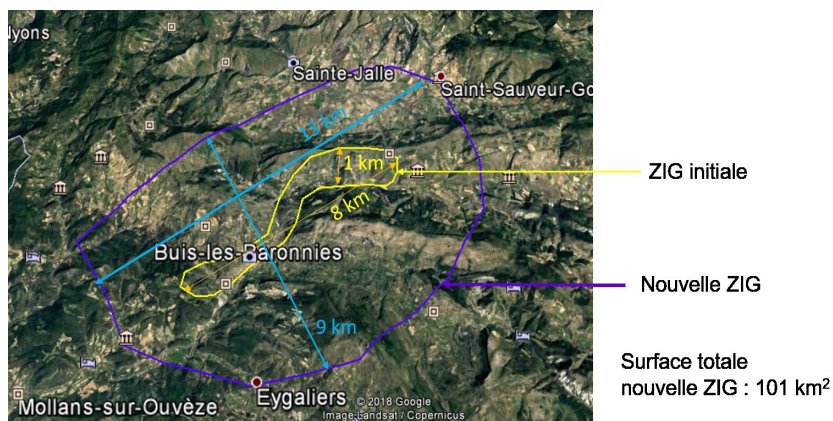 Nyons
Sainte-Jalle
Saint-Sauveur-Go
13 km
1 km
ZIG initiale
8 km
Buis-les-Baronnies
Nouvelle ZIG
9 km
Surface totale
nouvelle ZIG : 101 km²
Eygaliers
© 2018 Google
Mollans-sur-Ouvèze
Image Landsat / Copernicus